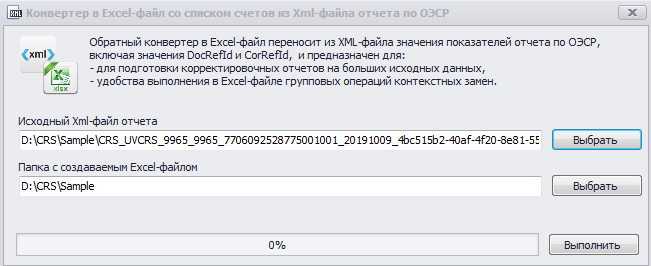 Конвертер в Excel-файл со списком счетов из Xml-файла отчета по ОЭСР
XML
<xml>
xlsx
Обратный конвертер в Excel-файл переносит из XML-файла значения показателей отчета по ОЭСР,
включая значения DocRefId и CorRefId, и предназначен для:
- для подготовки корректировочных отчетов на больших исходных данных,
- удобства выполнения в Excel-файле групповых операций контекстных замен.
Исходный Xml-файл отчета
D:\CRS\Sample\CRS_UVCRS_9965_9965_7706092528775001001_20191009_4bc515b2-40af-4f20-8e81-55
Выбрать
Папка с создаваемым Excel-файлом
D:\CRS\Sample
Выбрать
0%
Выполнить